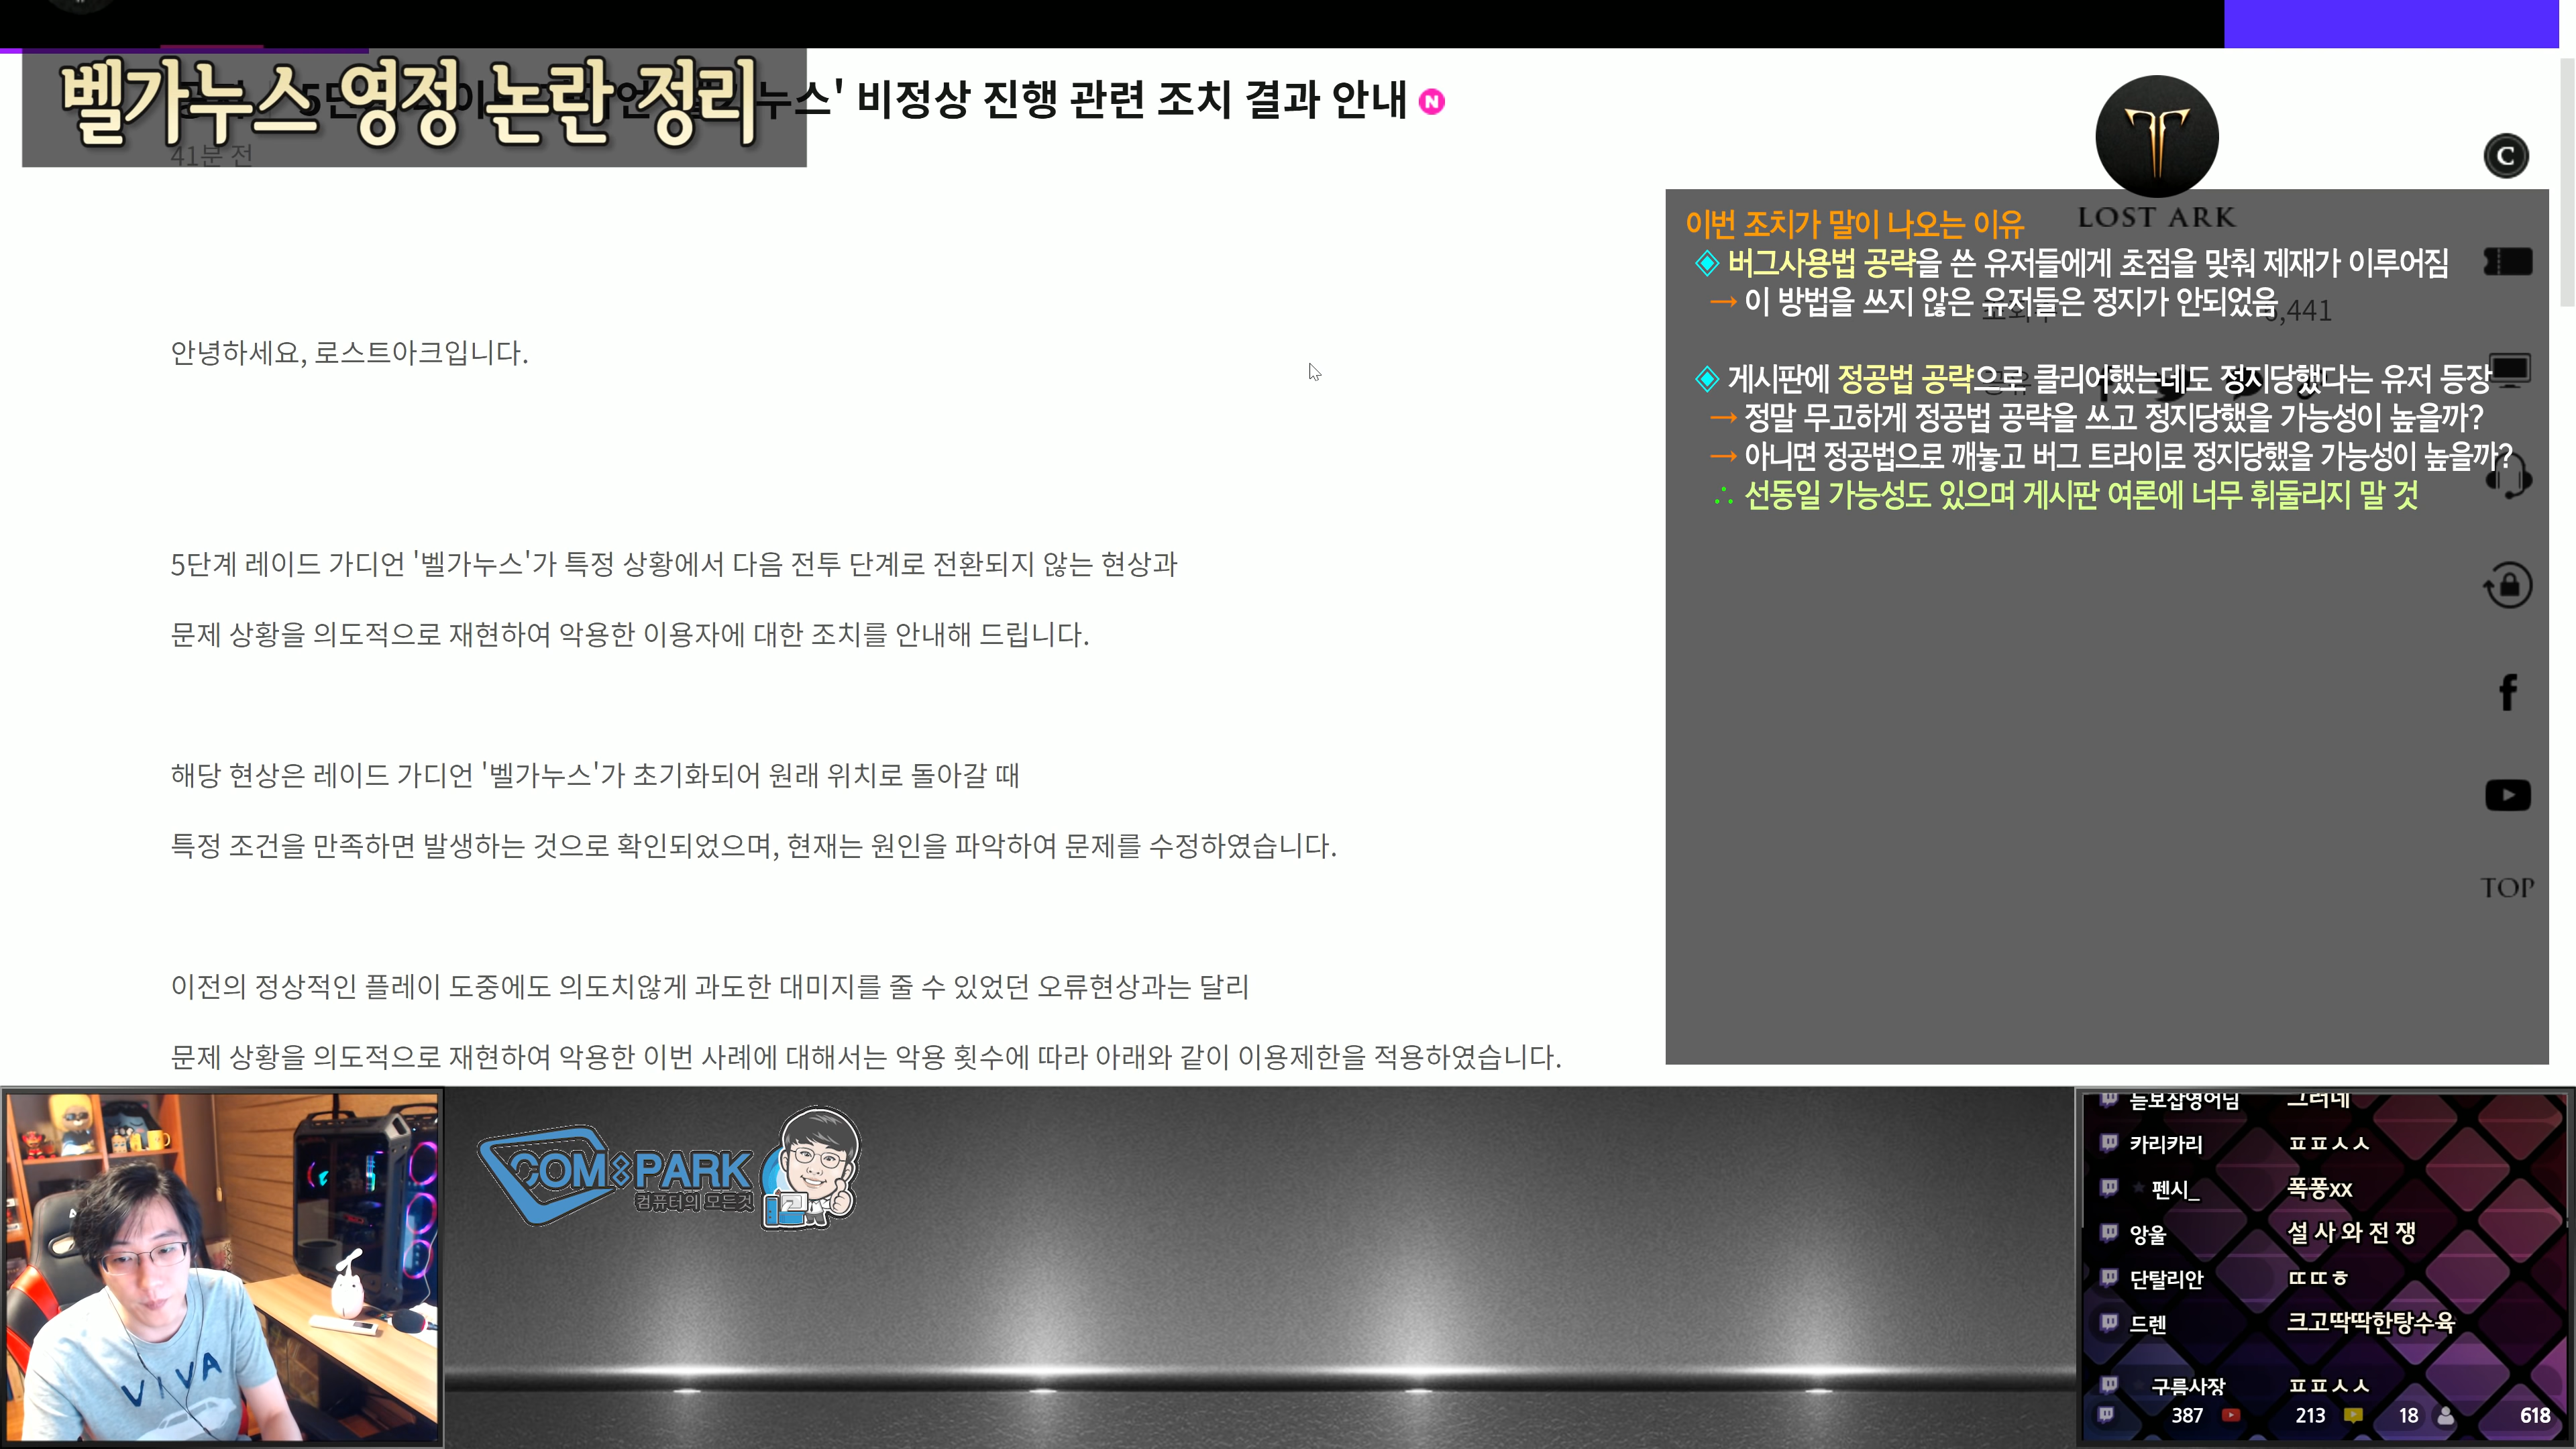 벨가누스 영정 논란 정리
누스' 비정상 진행 관련 조치 결과 안내 N
41분 전
안녕하세요, 로스트아크입니다.
5단계 레이드 가디언 '벨가누스'가 특정 상황에서 다음 전투 단계로 전환되지 않는 현상과
문제 상황을 의도적으로 재현하여 악용한 이용자에 대한 조치를 안내해 드립니다.
해당 현상은 레이드 가디언 '벨가누스'가 초기화되어 원래 위치로 돌아갈 때
특정 조건을 만족하면 발생하는 것으로 확인되었으며, 현재는 원인을 파악하여 문제를 수정하였습니다.
이전의 정상적인 플레이 도중에도 의도치않게 과도한 대미지를 줄 수 있었던 오류현상과는 달리
문제 상황을 의도적으로 재현하여 악용한 이번 사례에 대해서는 악용 횟수에 따라 아래와 같이 이용제한을 적용하였습니다.
LOST ARK
C
이번 조치가 말이 나오는 이유
◈ 버그사용법 공략을 쓴 유저들에게 초점을 맞춰 제재가 이루어짐
→ 이 방법을 쓰지 않은 유저들은 정지가 안되었음
,441
◈ 게시판에 정공법 공략으로 클리어했는데도 정지당했다는 유저 등장
→ 정말 무고하게 정공법 공략을 쓰고 정지당했을 가능성이 높을까?
→ 아니면 정공법으로 깨놓고 버그 트라이로 정지당했을 가능성이 높을까?
∴ 선동일 가능성도 있으며 게시판 여론에 너무 휘둘리지 말 것
f
TOP
VIVA
COM PARK
컴퓨터의 모든것
듣보잡영어님 그러네
카리카리 ㅍㅍㅅㅅ
펜시_ 폭퐁xx
앙울 설 사 와 전 쟁
단탈리안 ㄸㄸㅎ
드렌 크고딱딱한탕수육
구름사장 ㅍㅍㅅㅅ
387 213 18 618